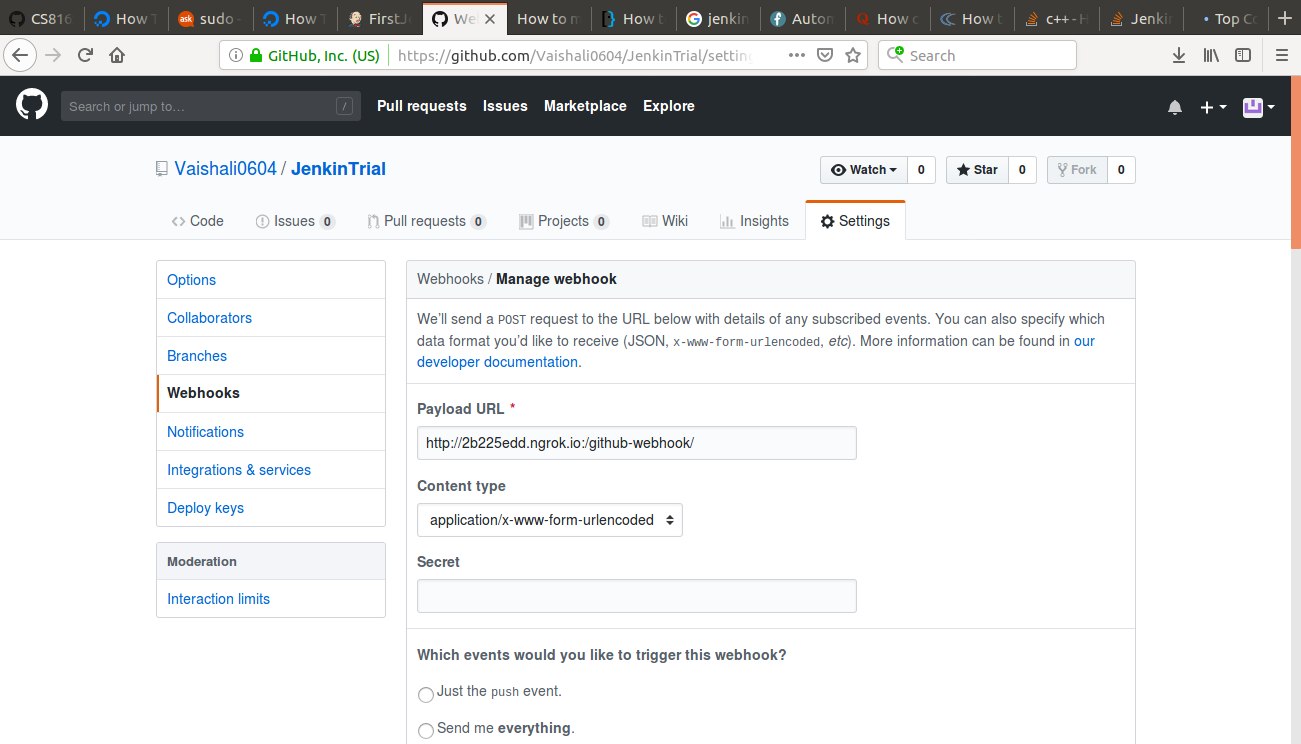 CS816 How T sudo - How T FirstJ We How to m How t jenkin Auton How c How t c++ - H Jenkin Top Co
GitHub, Inc. (US) https://github.com/Vaishali0604/JenkinTrial/setting Search
Search or jump to… / Pull requests Issues Marketplace Explore
Vaishali0604 / JenkinTrial Watch 0 Star 0 Fork 0
Code Issues 0 Pull requests 0 Projects 0 Wiki Insights Settings
Options
Collaborators
Branches
Webhooks
Notifications
Integrations & services
Deploy keys
Moderation
Interaction limits
Webhooks / Manage webhook
We'll send a POST request to the URL below with details of any subscribed events. You can also specify which
data format you'd like to receive (JSON, x-www-form-urlencoded, etc). More information can be found in our
developer documentation.
Payload URL *
http://2b225edd.ngrok.io:/github-webhook/
Content type
application/x-www-form-urlencoded
Secret
Which events would you like to trigger this webhook?
Just the push event.
Send me everything.